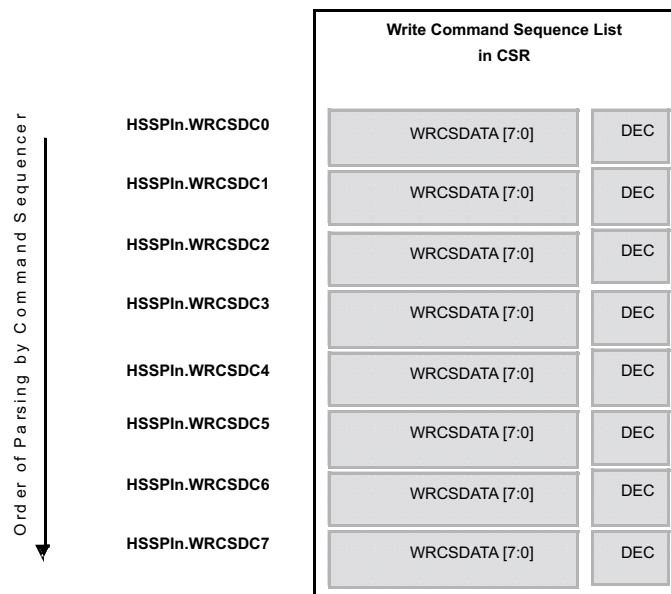 Write Command Sequence List
in CSR
Order of Parsing by Command Sequencer
HSSPIn.WRCSDC0 WRCSDATA [7:0] DEC
HSSPIn.WRCSDC1 WRCSDATA [7:0] DEC
HSSPIn.WRCSDC2 WRCSDATA [7:0] DEC
HSSPIn.WRCSDC3 WRCSDATA [7:0] DEC
HSSPIn.WRCSDC4 WRCSDATA [7:0] DEC
HSSPIn.WRCSDC5 WRCSDATA [7:0] DEC
HSSPIn.WRCSDC6 WRCSDATA [7:0] DEC
HSSPIn.WRCSDC7 WRCSDATA [7:0] DEC